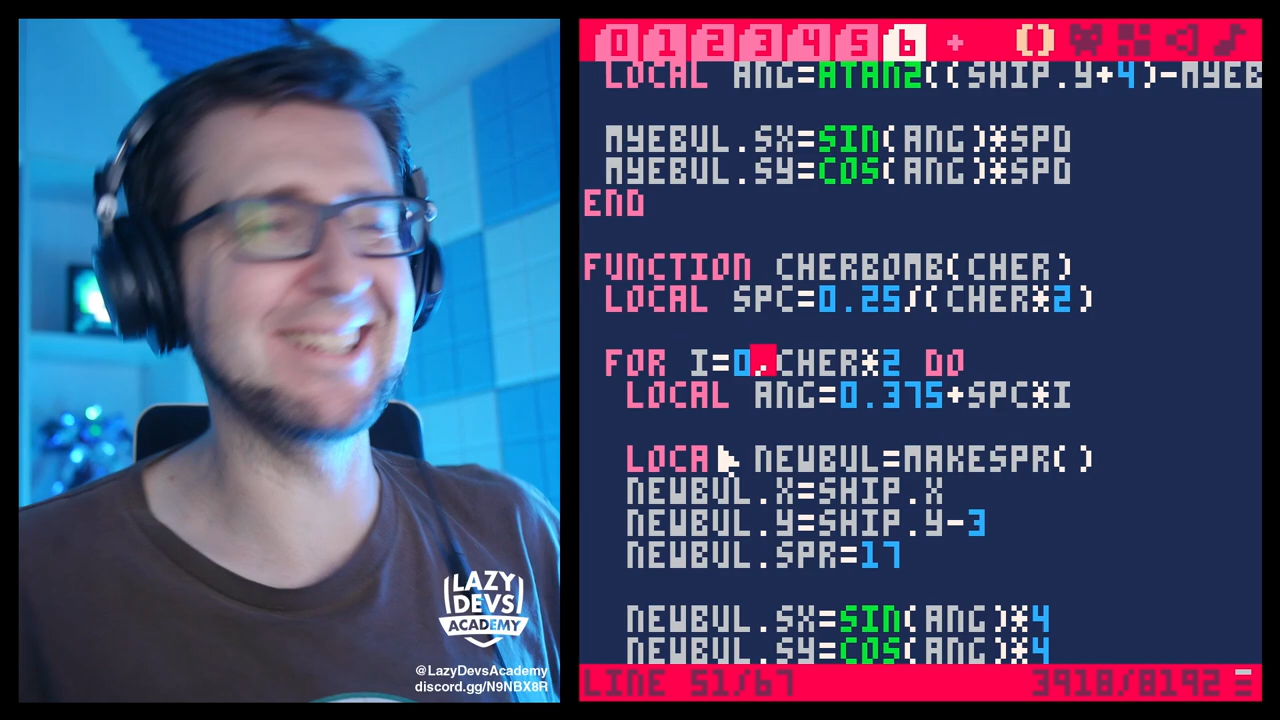 0 1 2 3 4 5 6 + ()
LOCAL ANG=ATAN2((SHIP.Y+4)-MYEB
MYEBUL.SX=SIN(ANG)*SPD
MYEBUL.SY=COS(ANG)*SPD
END
FUNCTION CHERBOMB(CHER)
LOCAL SPC=0.25/(CHER*2)
FOR I=0,CHER*2 DO
LOCAL ANG=0.375+SPC*I
LOCA NEWBUL=MAKESPR()
NEWBUL.X=SHIP.X
NEWBUL.Y=SHIP.Y-3
NEWBUL.SPR=17
NEWBUL.SX=SIN(ANG)*4
NEWBUL.SY=COS(ANG)*4
LINE 51/67 3918/8192
LAZY
DEVS
ACADEMY
@LazyDevsAcademy
discord.gg/N9NBX8R